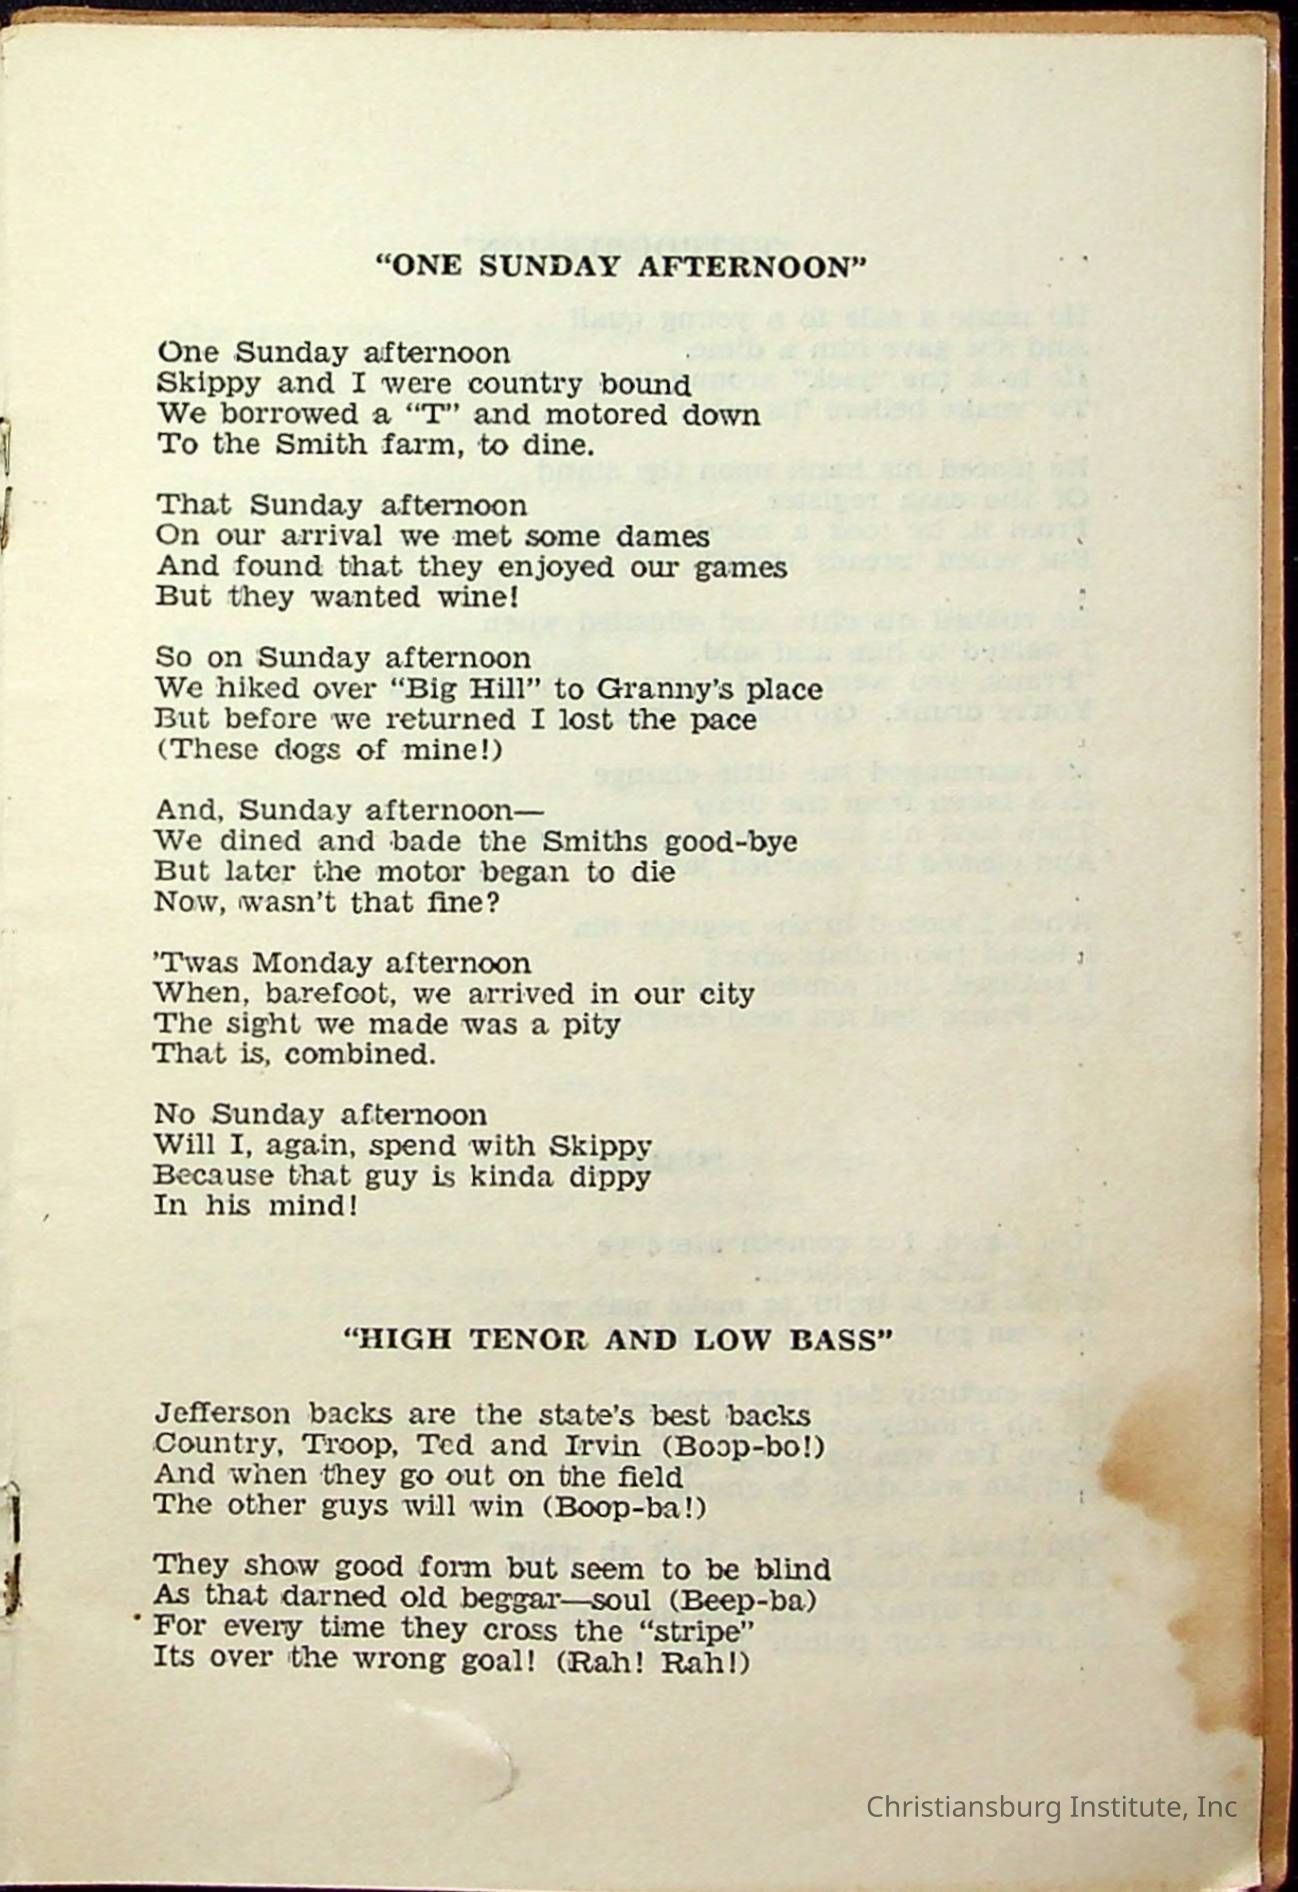 “ONE SUNDAY AFTERNOON”
One Sunday afternoon
Skippy and I were country bound
We borrowed a “T” and motored down
To the Smith farm, to dine.
That Sunday afternoon
On our arrival we met some dames
And found that they enjoyed our games
But they wanted wine!
So on Sunday afternoon
We hiked over “Big Hill” to Granny’s place
But before we returned I lost the pace
(These dogs of mine!)
And, Sunday afternoon—
We dined and bade the Smiths good-bye
But later the motor began to die
Now, wasn’t that fine?
’Twas Monday afternoon
When, barefoot, we arrived in our city
The sight we made was a pity
That is, combined.
No Sunday afternoon
Will I, again, spend with Skippy
Because that guy is kinda dippy
In his mind!
“HIGH TENOR AND LOW BASS”
Jefferson backs are the state’s best backs
Country, Troop, Ted and Irvin (Boop-bo!)
And when they go out on the field
The other guys will win (Boop-ba!)
They show good form but seem to be blind
As that darned old beggar—soul (Beep-ba)
For every time they cross the “stripe”
Its over the wrong goal! (Rah! Rah!)
Christiansburg Institute, Inc